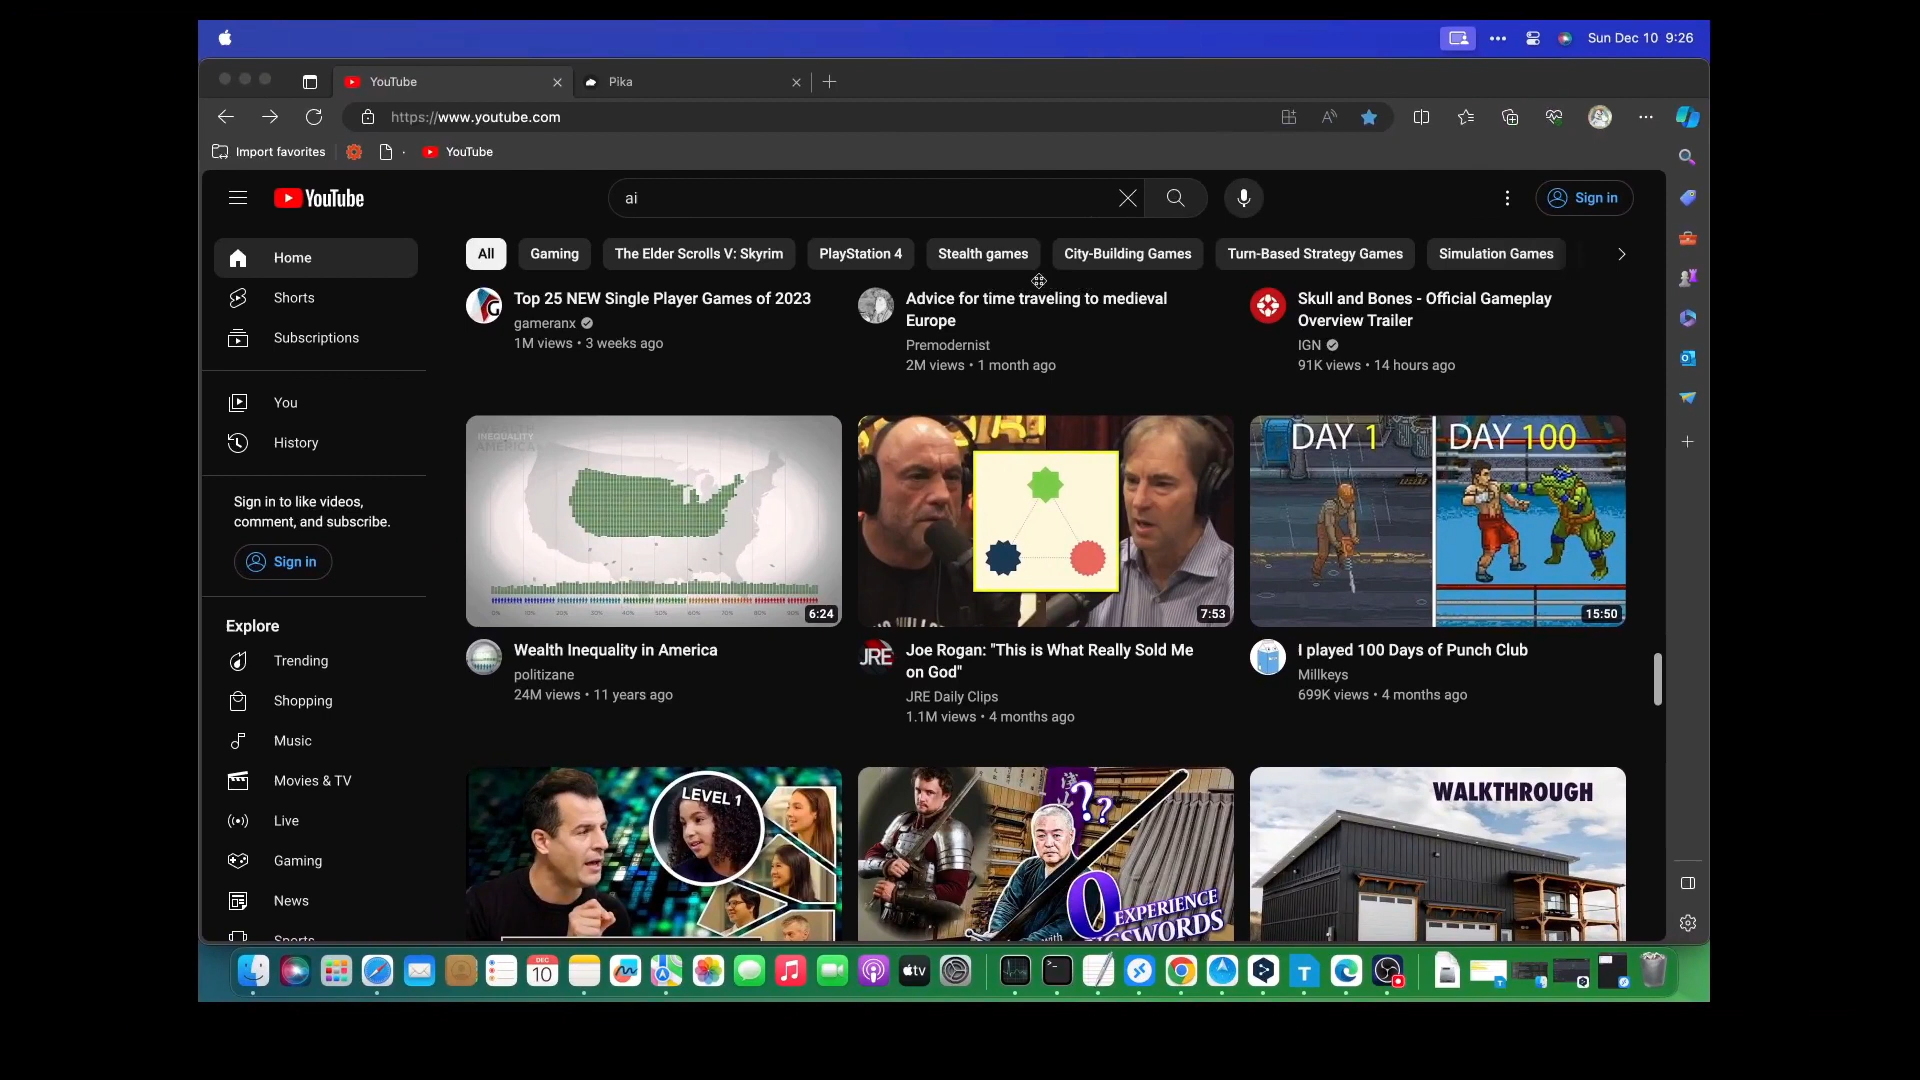 Sun Dec 10 9:26
YouTube
Pika
https://www.youtube.com
Import favorites
YouTube
YouTube
ai
Sign in
Home
Shorts
Subscriptions
You
History
Sign in to like videos,
comment, and subscribe.
Sign in
Explore
Trending
Shopping
Music
Movies & TV
Live
Gaming
News
Sports
All
Gaming
The Elder Scrolls V: Skyrim
PlayStation 4
Stealth games
City-Building Games
Turn-Based Strategy Games
Simulation Games
Top 25 NEW Single Player Games of 2023
gameranx
1M views • 3 weeks ago
Advice for time traveling to medieval
Europe
Premodernist
2M views • 1 month ago
Skull and Bones - Official Gameplay
Overview Trailer
IGN
91K views • 14 hours ago
INEQUALITY
AMERICA
6:24
7:53
DAY 1
DAY 100
15:50
Wealth Inequality in America
politizane
24M views • 11 years ago
JRE
Joe Rogan: "This is What Really Sold Me
on God"
JRE Daily Clips
1.1M views • 4 months ago
I played 100 Days of Punch Club
Millkeys
699K views • 4 months ago
LEVEL 1
??
0 EXPERIENCE
with
WALKTHROUGH
DEC
10
tv